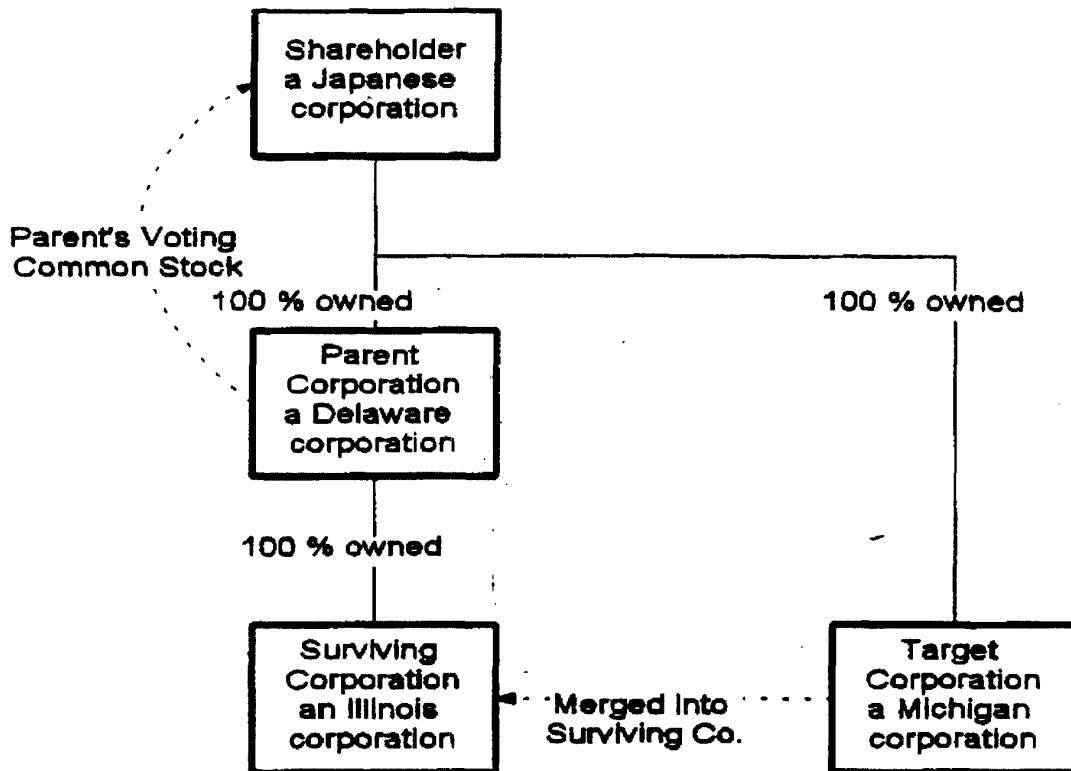 Shareholder
a Japanese
corporation
Parent's Voting
Common Stock
100 % owned
100 % owned
Parent
Corporation
a Delaware
corporation
100 % owned
Surviving
Corporation
an Illinois
corporation
Merged into
Surviving Co.
Target
Corporation
a Michigan
corporation